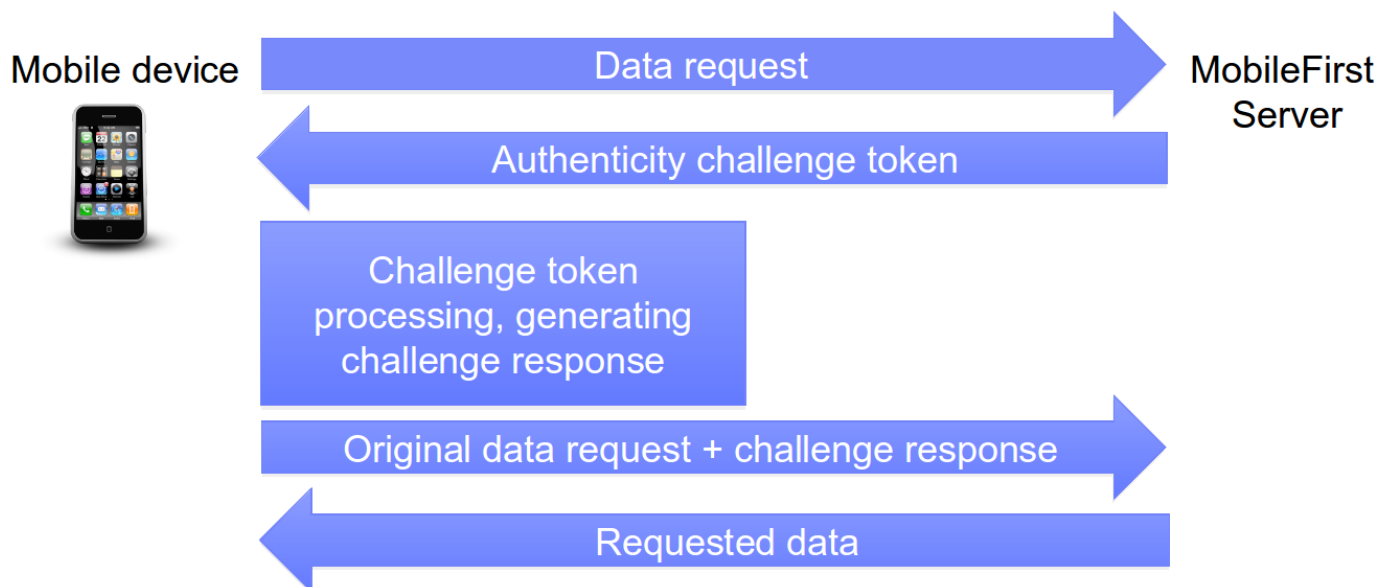 Data request
Mobile device
MobileFirst
Server
Authenticity challenge token
Challenge token
processing, generating
challenge response
Original data request + challenge response
Requested data